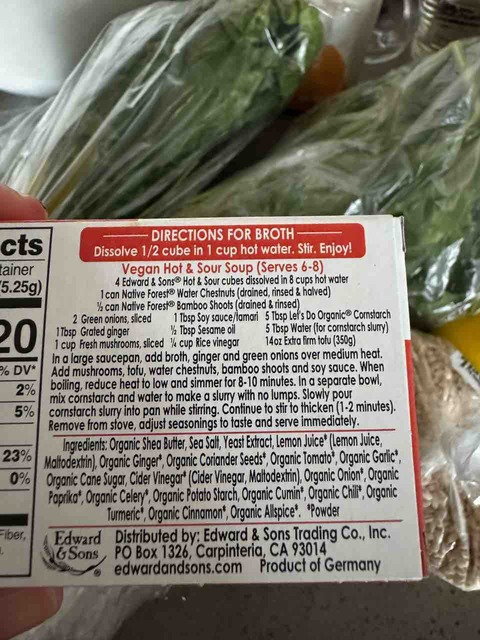 cts
tainer
5.25g)
20
% DV*
2%
5%
23%
0%
Fiber,
DIRECTIONS FOR BROTH
Dissolve 1/2 cube in 1 cup hot water. Stir. Enjoy!
Vegan Hot & Sour Soup (Serves 6-8)
4 Edward & Sons® Hot & Sour cubes dissolved in 8 cups hot water
1 can Native Forest® Water Chestnuts (drained, rinsed & halved)
½ can Native Forest® Bamboo Shoots (drained & rinsed)
2 Green onions, sliced 1 Tbsp Soy sauce/tamari 5 Tbsp Let's Do Organic® Cornstarch
1 Tbsp Grated ginger ½ Tbsp Sesame oil 5 Tbsp Water (for cornstarch slurry)
1 cup Fresh mushrooms, sliced ¼ cup Rice vinegar 14oz Extra firm tofu (350g)
In a large saucepan, add broth, ginger and green onions over medium heat.
Add mushrooms, tofu, water chestnuts, bamboo shoots and soy sauce. When
boiling, reduce heat to low and simmer for 8-10 minutes. In a separate bowl,
mix cornstarch and water to make a slurry with no lumps. Slowly pour
cornstarch slurry into pan while stirring. Continue to stir to thicken (1-2 minutes).
Remove from stove, adjust seasonings to taste and serve immediately.
Ingredients: Organic Shea Butter, Sea Salt, Yeast Extract, Lemon Juice* (Lemon Juice,
Maltodextrin), Organic Ginger*, Organic Coriander Seeds*, Organic Tomato*, Organic Garlic*,
Organic Cane Sugar, Cider Vinegar* (Cider Vinegar, Maltodextrin), Organic Onion*, Organic
Paprika*, Organic Celery*, Organic Potato Starch, Organic Cumin*, Organic Chili*, Organic
Turmeric*, Organic Cinnamon*, Organic Allspice*. *Powder
Edward
& Sons®
Distributed by: Edward & Sons Trading Co., Inc.
PO Box 1326, Carpinteria, CA 93014
edwardandsons.com Product of Germany